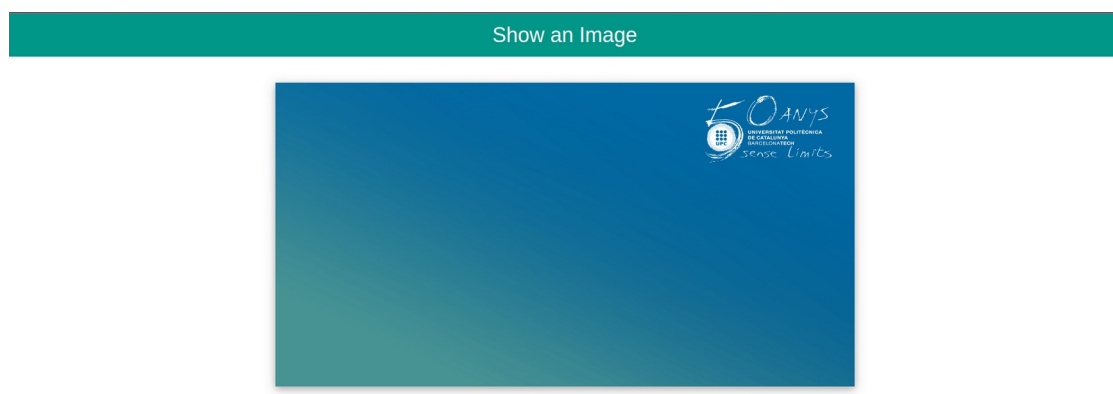 Show an Image
50 ANYS
UNIVERSITAT POLITÈCNICA
DE CATALUNYA
BARCELONATECH
UPC
sense límits